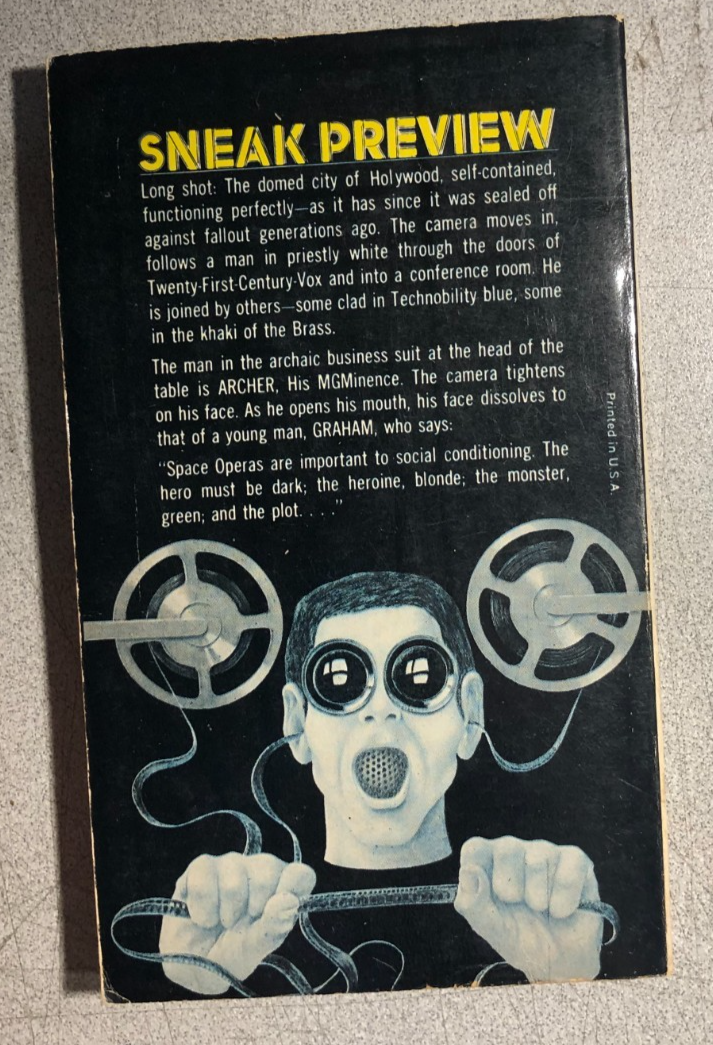 SNEAK PREVIEW
Long shot: The domed city of Holywood, self-contained,
functioning perfectly—as it has since it was sealed off
against fallout generations ago. The camera moves in,
follows a man in priestly white through the doors of
Twenty-First-Century-Vox and into a conference room. He
is joined by others—some clad in Technobility blue, some
in the khaki of the Brass.
The man in the archaic business suit at the head of the
table is ARCHER, His MGMinence. The camera tightens
on his face. As he opens his mouth, his face dissolves to
that of a young man, GRAHAM, who says:
"Space Operas are important to social conditioning. The
hero must be dark; the heroine, blonde; the monster,
green; and the plot. . . ."
Printed in U S A